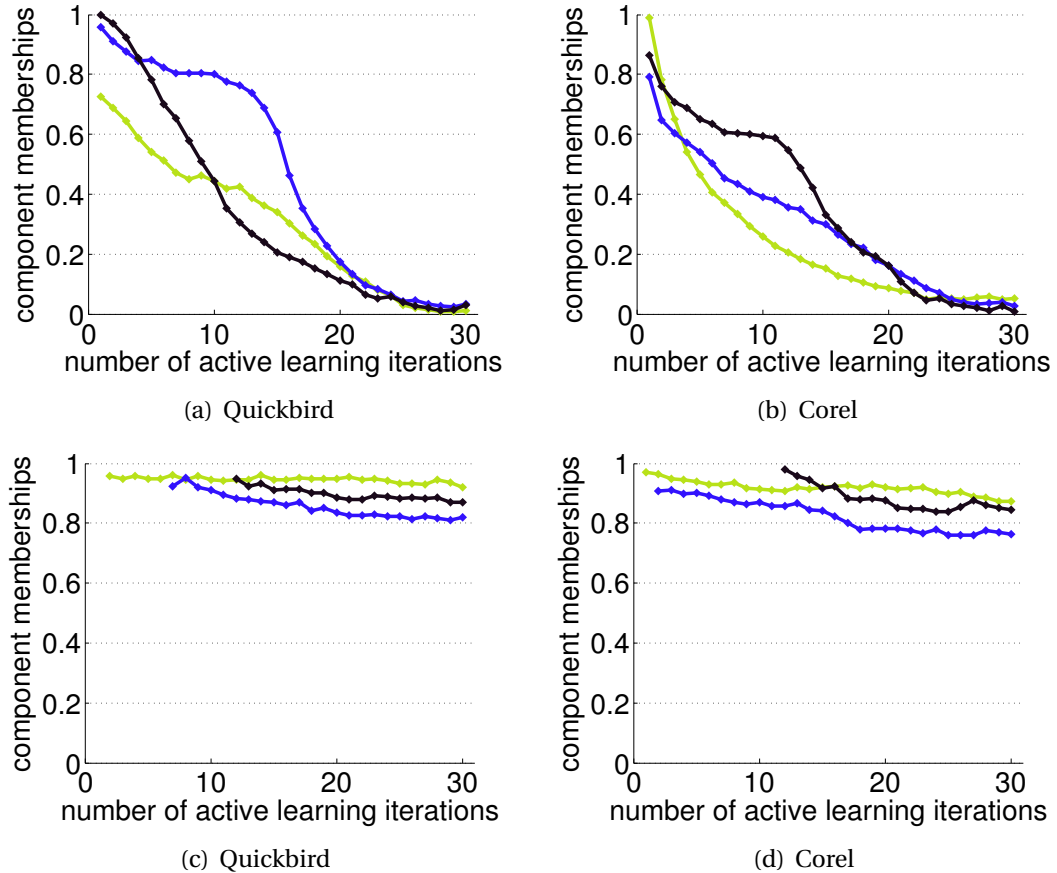 component memberships
1
0.8
0.6
0.4
0.2
0
0 10 20 30
number of active learning iterations
(a) Quickbird
component memberships
1
0.8
0.6
0.4
0.2
0
0 10 20 30
number of active learning iterations
(b) Corel
component memberships
1
0.8
0.6
0.4
0.2
0
0 10 20 30
number of active learning iterations
(c) Quickbird
component memberships
1
0.8
0.6
0.4
0.2
0
0 10 20 30
number of active learning iterations
(d) Corel